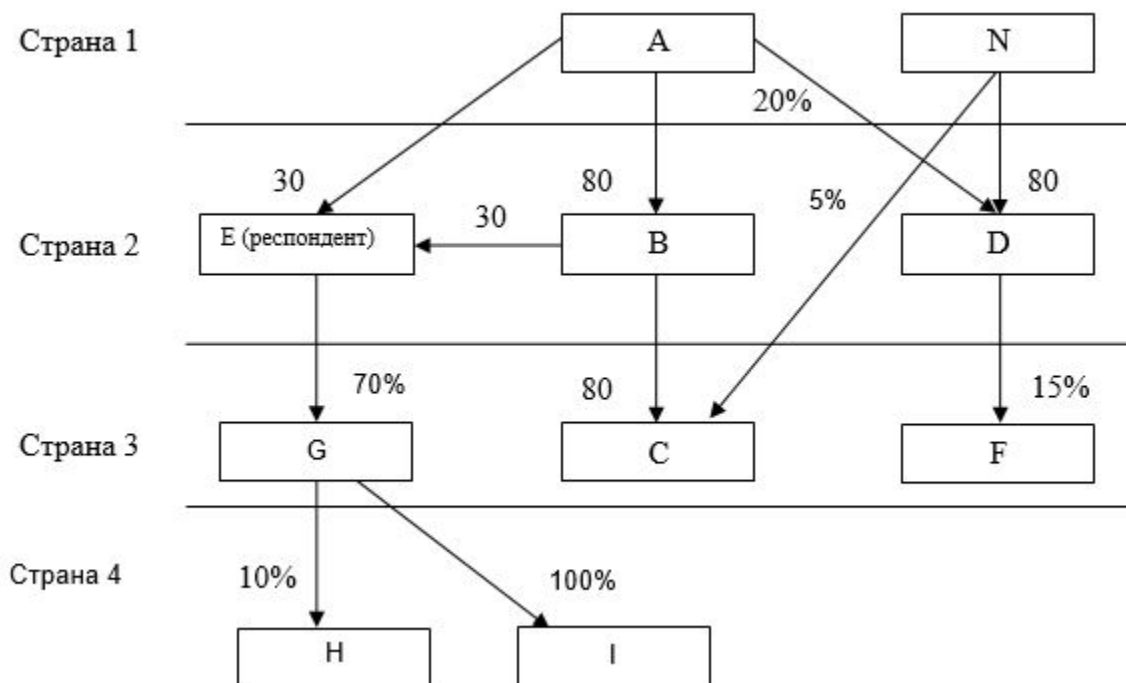 Страна 1
A
N
20%
30
80
5%
80
Страна 2
E (респондент)
30
B
D
70%
80
15%
Страна 3
G
C
F
Страна 4
10%
100%
H
I